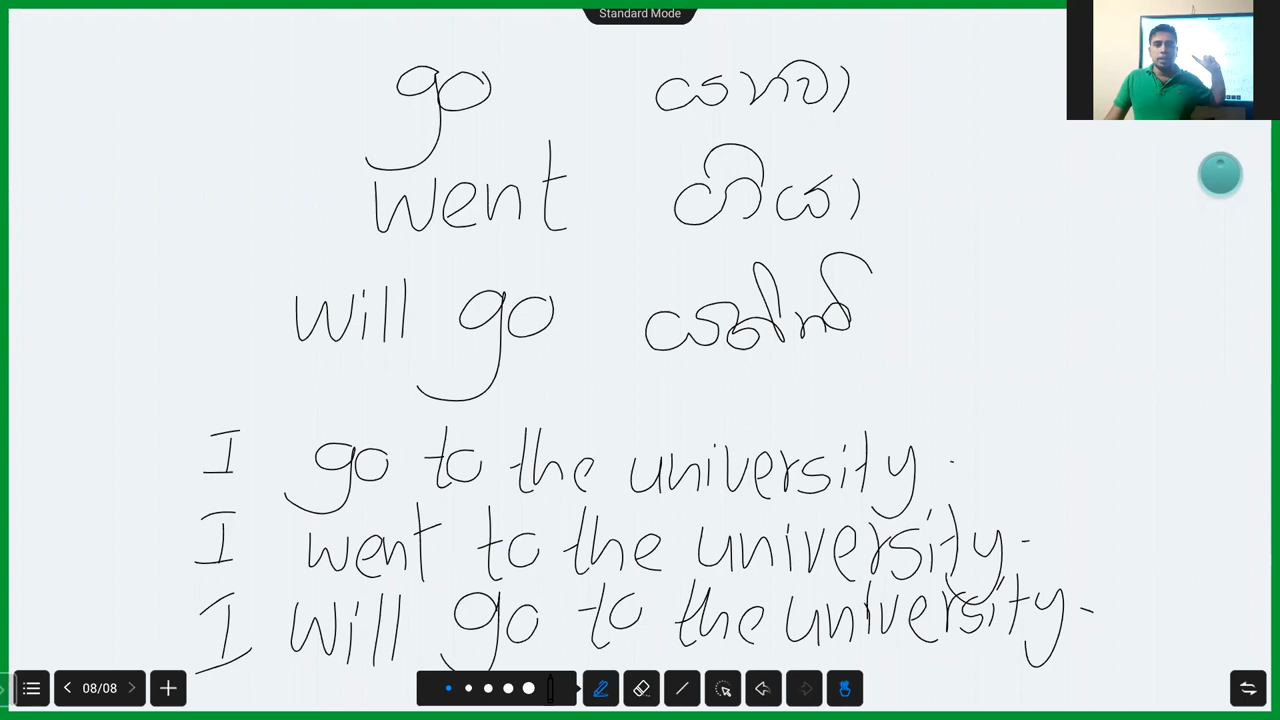 Standard Mode
go යනවා
went ගියා
will go යන්නේ
I go to the university.
I went to the university.
I will go to the university.
08/08